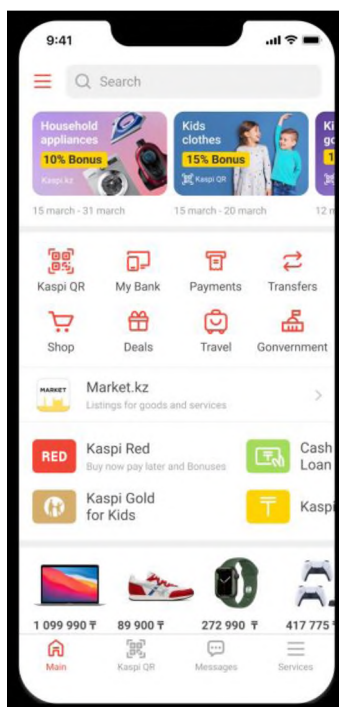 9:41
Search
Household
appliances
10% Bonus
Kaspi.kz
Kids
clothes
15% Bonus
Kaspi QR
Ki
15 march - 31 march
15 march - 20 march
Kaspi QR
My Bank
Payments
Transfers
Shop
Deals
Travel
Gonvernment
MARKET
Market.kz
Listings for goods and services
RED
Kaspi Red
Buy now pay later and Bonuses
Cash
Loan
Kaspi Gold
for Kids
₸
Kaspi
1 099 990 ₸
89 900 ₸
272 990 ₸
417 775 ₸
Main
Kaspi QR
Messages
Services